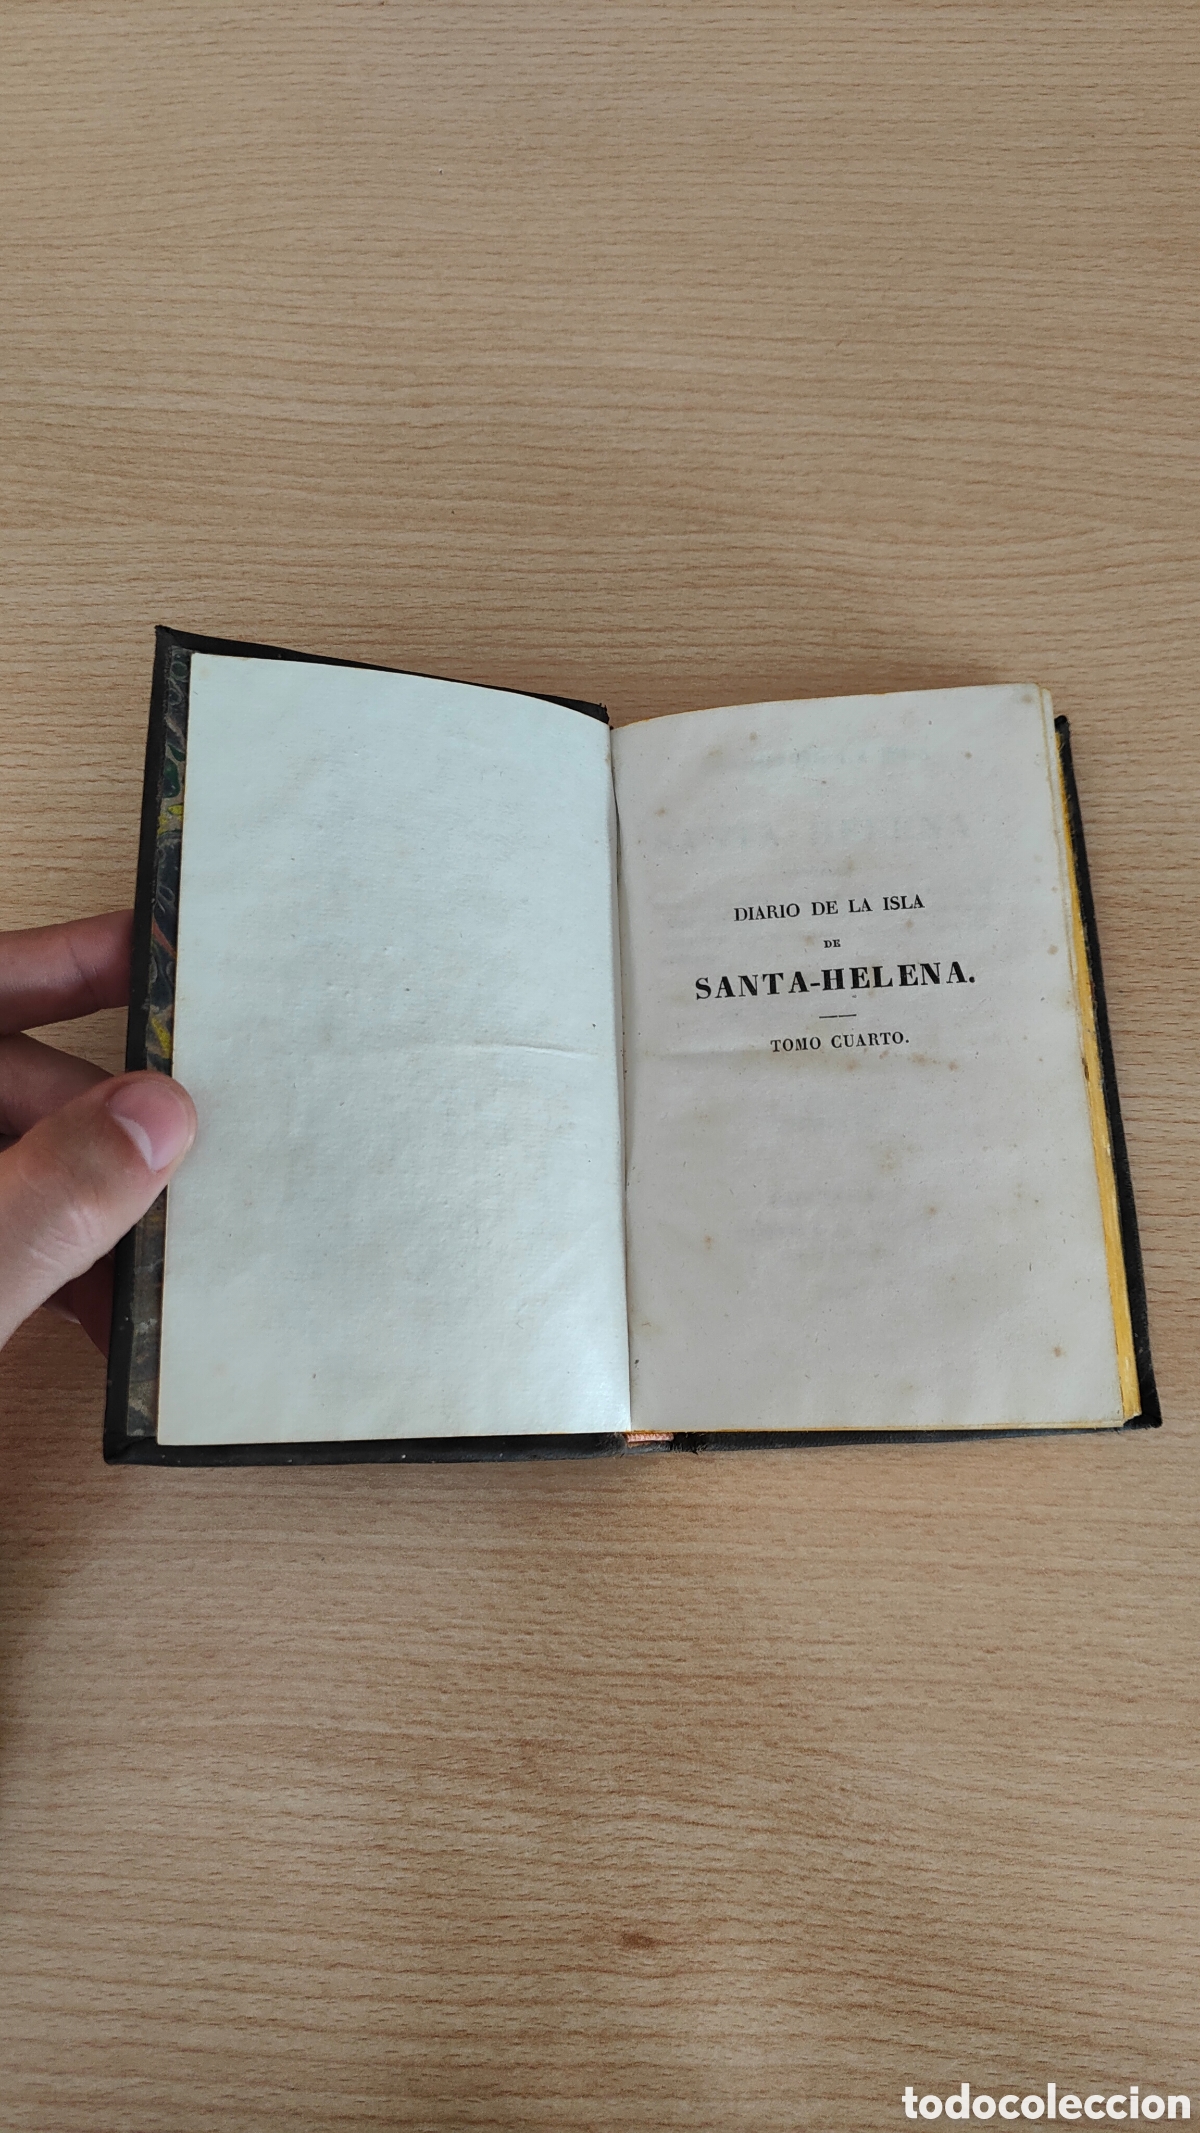 DIARIO DE LA ISLA
DE
SANTA-HELENA.
TOMO CUARTO.
todocoleccion